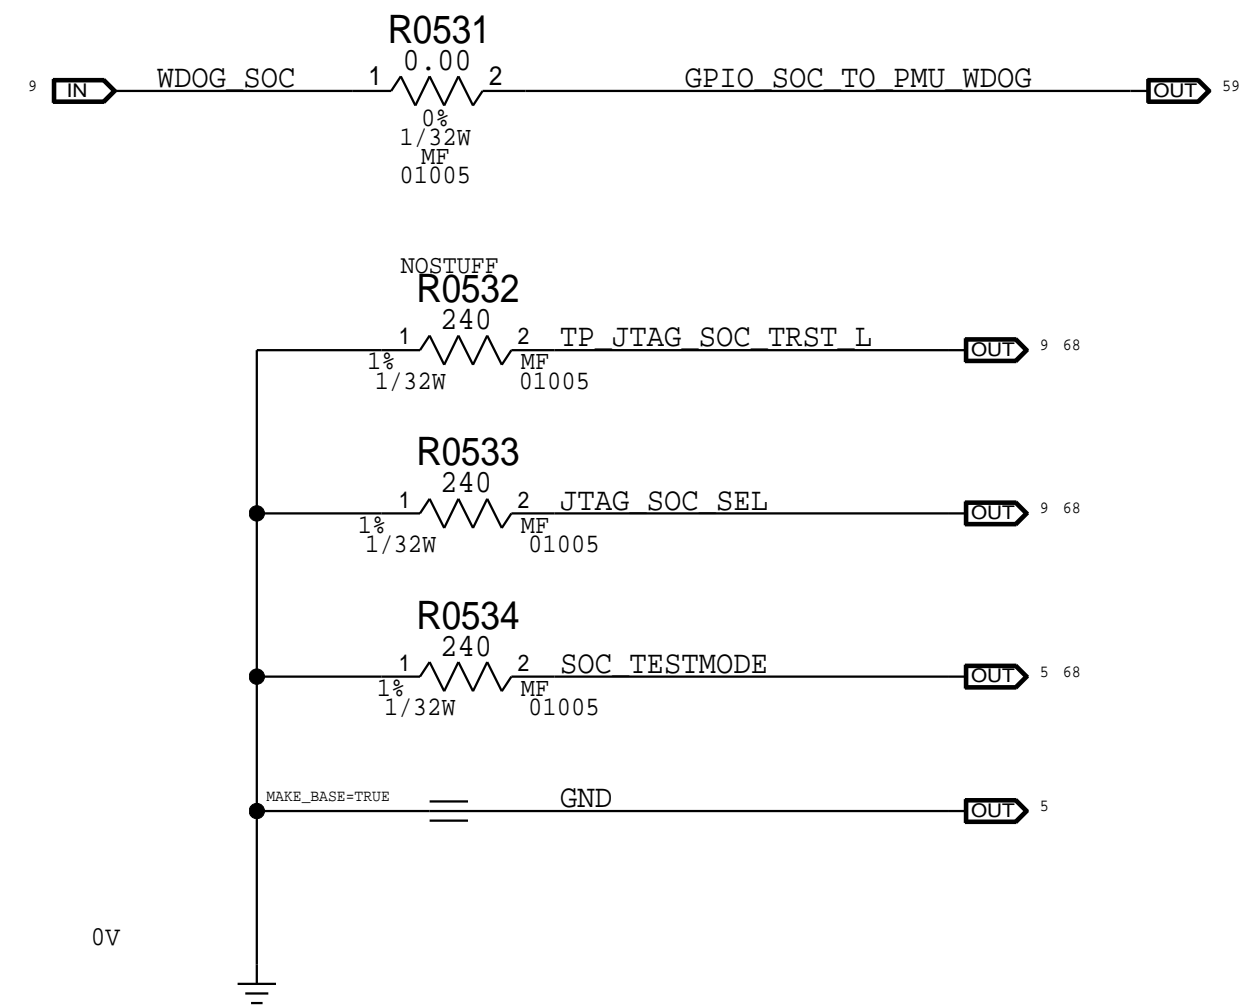 R0531
0.00
9 IN WDOG_SOC 1 2 GPIO_SOC_TO_PMU_WDOG OUT 59
0%
1/32W
MF
01005
NOSTUFF
R0532
240
1 2 TP_JTAG_SOC_TRST_L OUT 9 68
1% MF
1/32W 01005
R0533
240
1 2 JTAG_SOC_SEL OUT 9 68
1% MF
1/32W 01005
R0534
240
1 2 SOC_TESTMODE OUT 5 68
1% MF
1/32W 01005
MAKE_BASE=TRUE GND OUT 5
0V